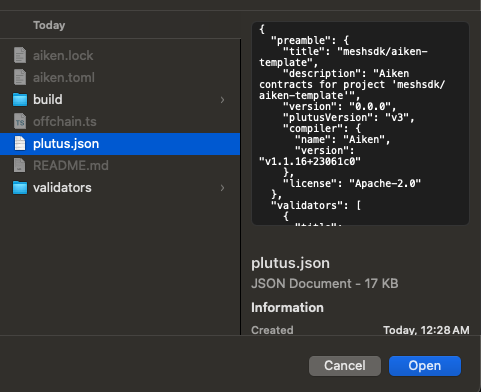 Today
aiken.lock
aiken.toml
build
offchain.ts
plutus.json
README.md
validators
{
"preamble": {
"title": "meshsdk/aiken-
template",
"description": "Aiken
contracts for project 'meshsdk/
aiken-template'",
"version": "0.0.0",
"plutusVersion": "v3",
"compiler": {
"name": "Aiken",
"version":
"v1.1.16+23061c0"
},
"license": "Apache-2.0"
},
"validators": [
{
"title":
plutus.json
JSON Document - 17 KB
Information
Created Today, 12:28 AM
Cancel
Open